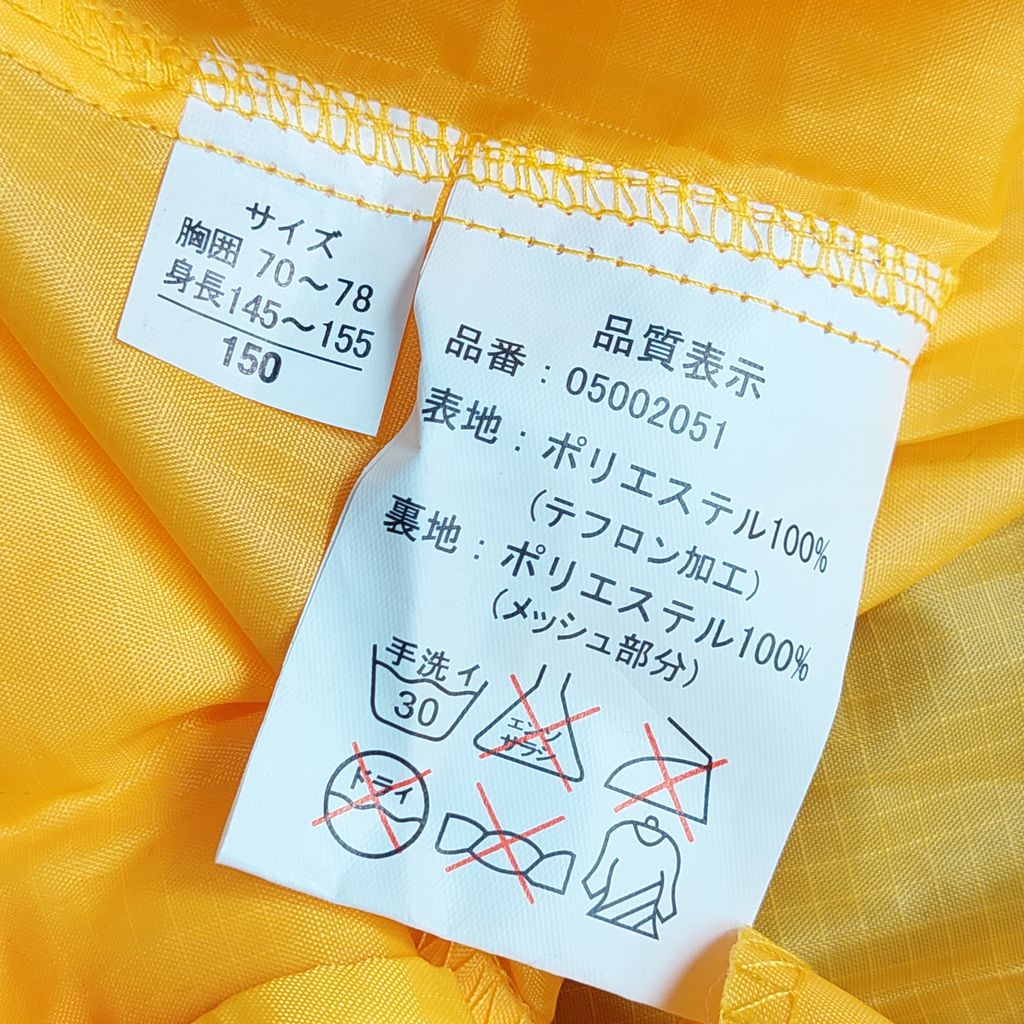 サイズ
胸囲 70～78
身長145～155
150
品質表示
品番：05002051
表地：ポリエステル100%
(テフロン加工)
裏地：ポリエステル100%
(メッシュ部分)
手洗イ
30
エンソ
サラシ
ドライ